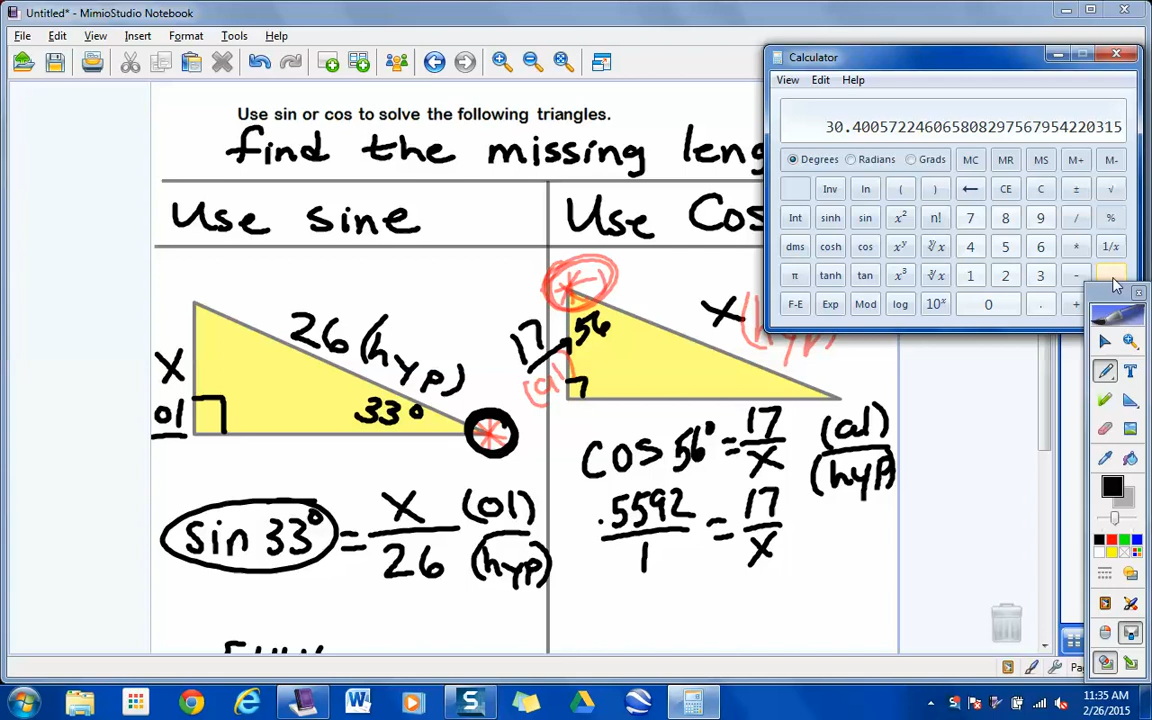 Untitled* - MimioStudio Notebook
File Edit View Insert Format Tools Help
Use sin or cos to solve the following triangles.
find the missing leng
Use sine
Use Cos
26 (hyp)
X
ol
33°
sin 33° = X/26 (ol)/(hyp)
56
17
(al)
X (hyp)
cos 56° = 17/X (al)/(hyp)
.5592/1 = 17/X
Calculator
View Edit Help
30.400572246065808297567954220315
Degrees Radians Grads MC MR MS M+ M-
Inv ln ( ) ← CE C ± √
Int sinh sin x² n! 7 8 9 / %
dms cosh cos xʸ ʸ√x 4 5 6 * 1/x
π tanh tan x³ ³√x 1 2 3 -
F-E Exp Mod log 10ˣ 0 . +
T
Pa
11:35 AM
2/26/2015